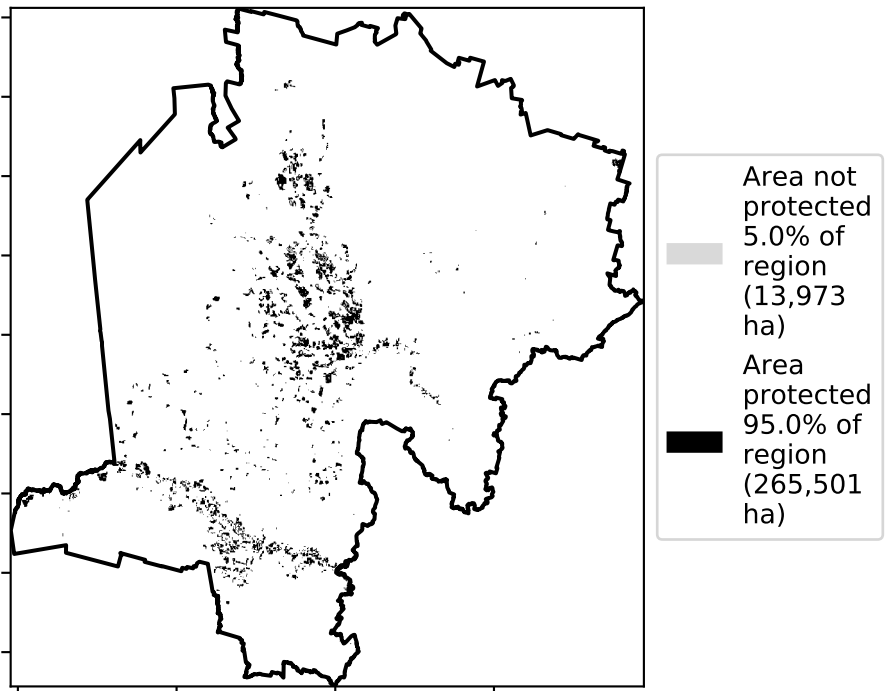 Area not
protected
5.0% of
region
(13,973
ha)
Area
protected
95.0% of
region
(265,501
ha)